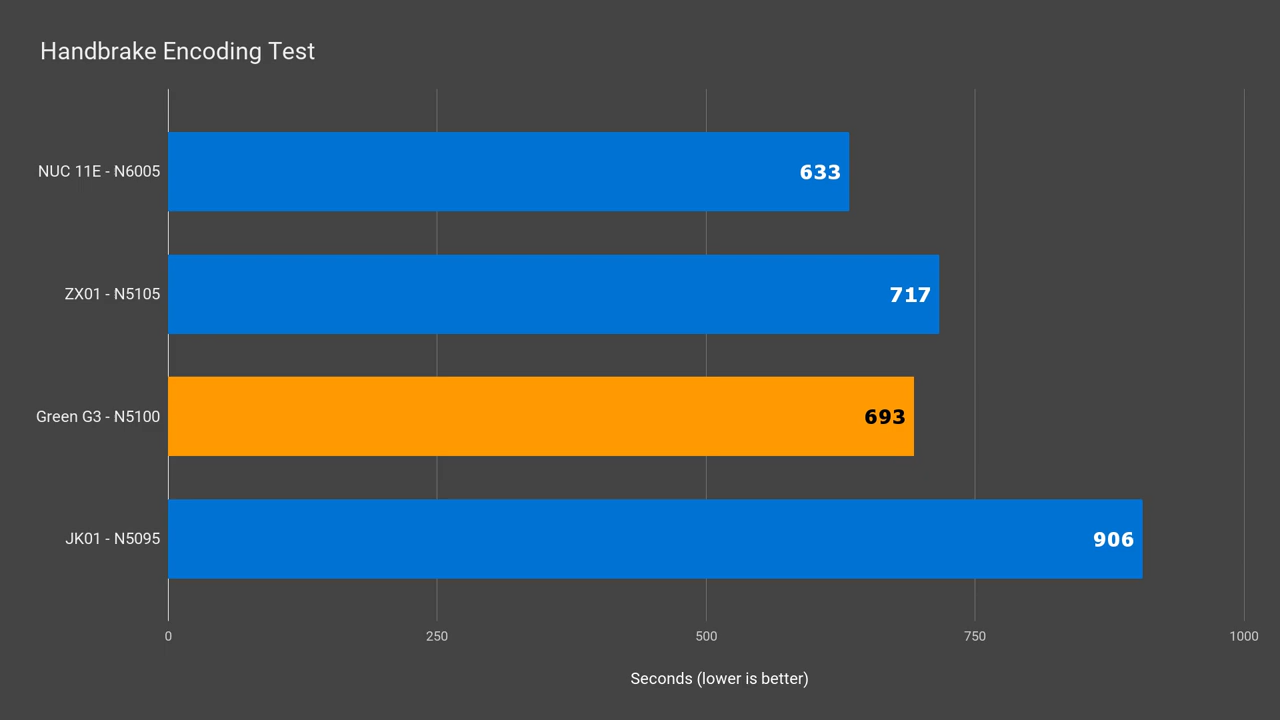 Handbrake Encoding Test
NUC 11E - N6005
633
ZX01 - N5105
717
Green G3 - N5100
693
JK01 - N5095
906
0 250 500 750 1000
Seconds (lower is better)